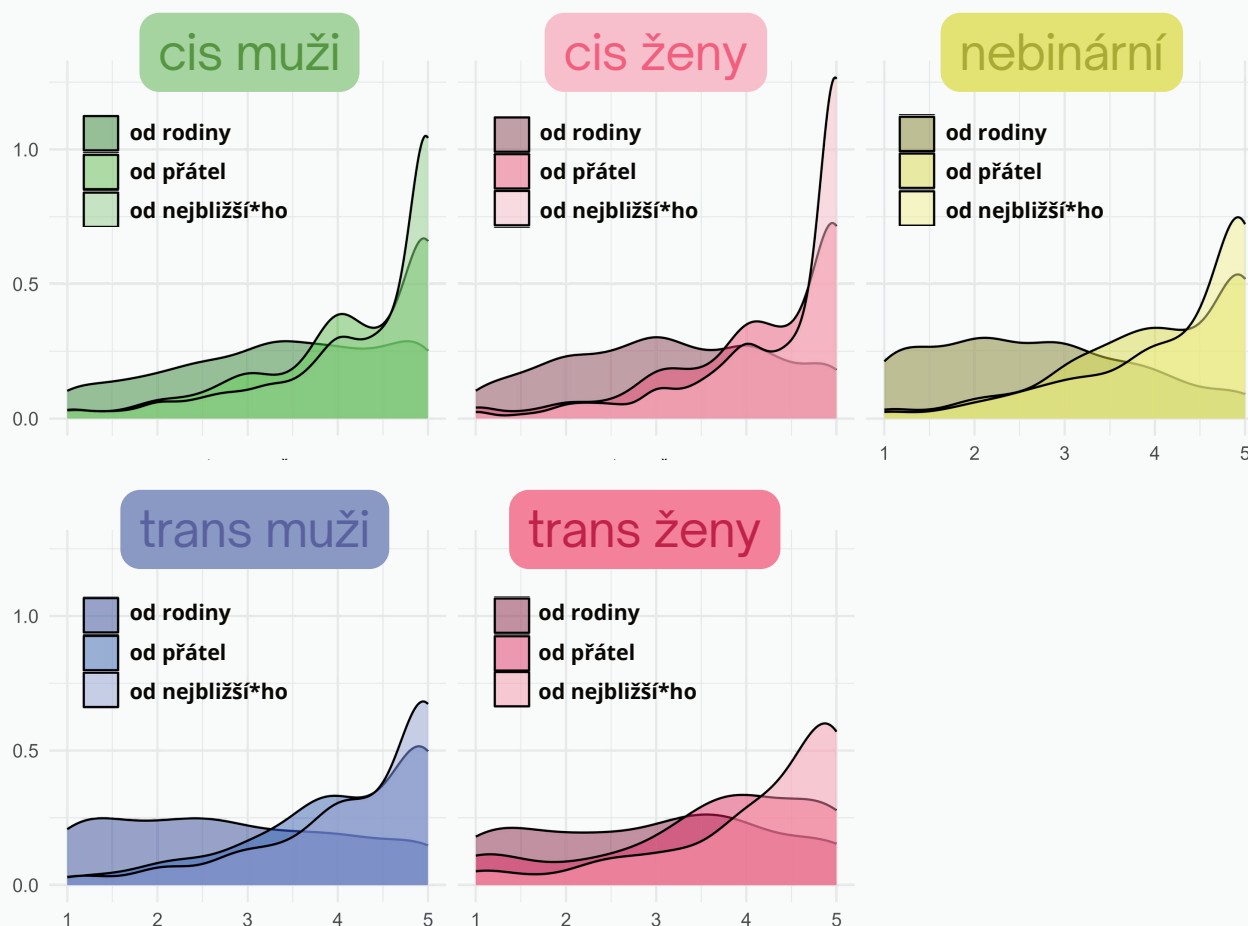 cis muži
cis ženy
nebinární
od rodiny
od přátel
od nejbližší*ho
od rodiny
od přátel
od nejbližší*ho
od rodiny
od přátel
od nejbližší*ho
1.0
0.5
0.0
1 2 3 4 5
trans muži
trans ženy
od rodiny
od přátel
od nejbližší*ho
od rodiny
od přátel
od nejbližší*ho
1.0
0.5
0.0
1 2 3 4 5
1 2 3 4 5